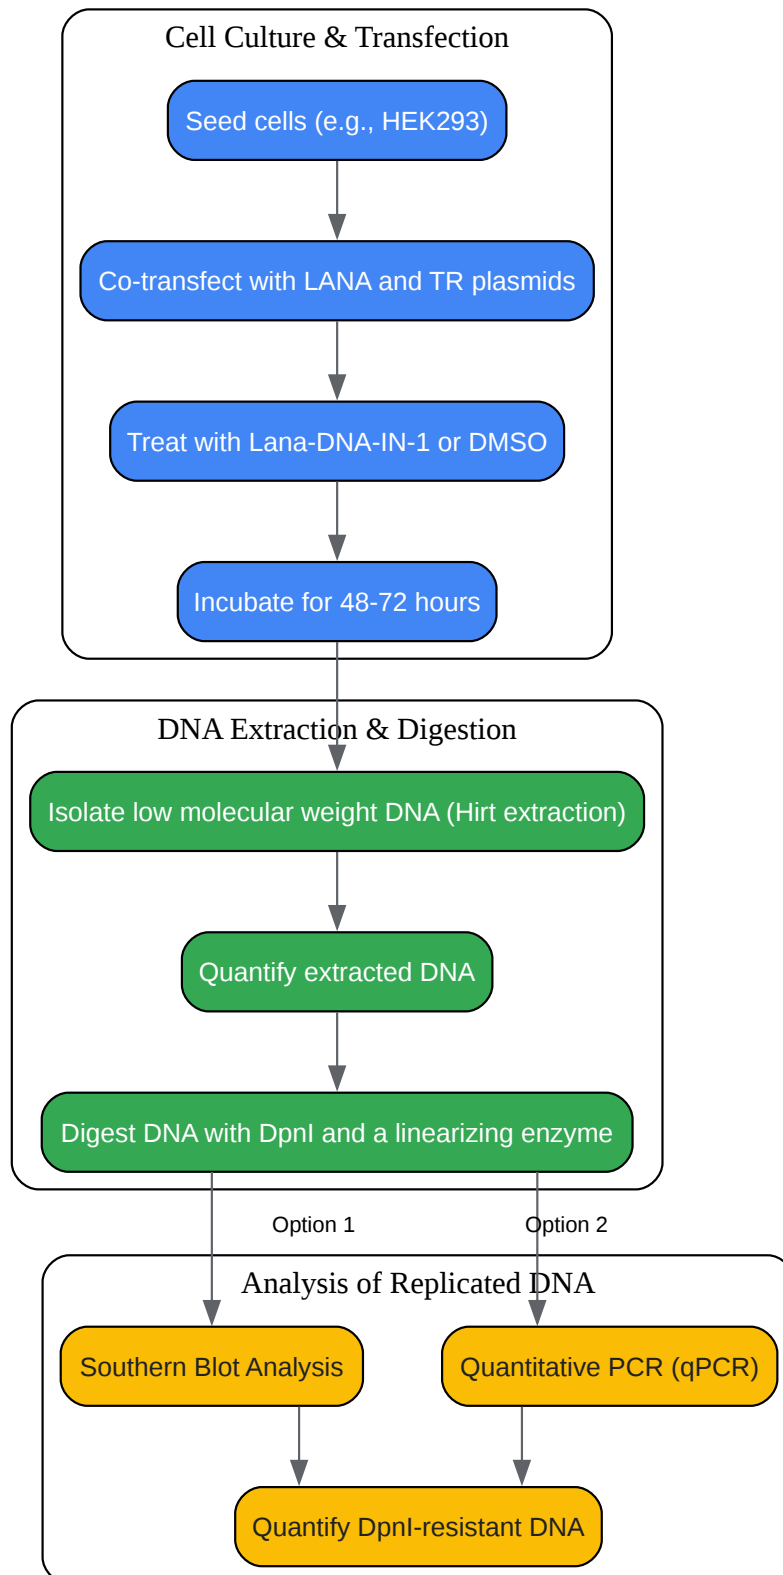 Cell Culture & Transfection
Seed cells (e.g., HEK293)
Co-transfect with LANA and TR plasmids
Treat with Lana-DNA-IN-1 or DMSO
Incubate for 48-72 hours
DNA Extraction & Digestion
Isolate low molecular weight DNA (Hirt extraction)
Quantify extracted DNA
Digest DNA with DpnI and a linearizing enzyme
Option 1
Option 2
Analysis of Replicated DNA
Southern Blot Analysis
Quantitative PCR (qPCR)
Quantify DpnI-resistant DNA